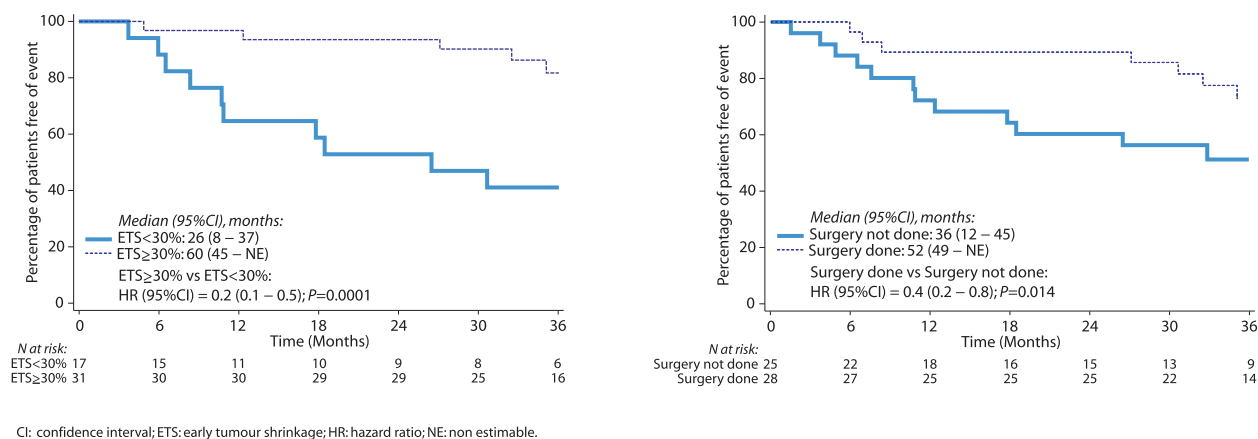 Percentage of patients free of event
100
80
60
40
20
0
Median (95%CI), months:
ETS<30%: 26 (8 – 37)
ETS≥30%: 60 (45 – NE)
ETS≥30% vs ETS<30%:
HR (95%CI) = 0.2 (0.1 – 0.5); P=0.0001
0 6 12 18 24 30 36
Time (Months)
N at risk:
ETS<30% 17 15 11 10 9 8 6
ETS≥30% 31 30 30 29 29 25 16
Percentage of patients free of event
100
80
60
40
20
0
Median (95%CI), months:
Surgery not done: 36 (12 – 45)
Surgery done: 52 (49 – NE)
Surgery done vs Surgery not done:
HR (95%CI) = 0.4 (0.2 – 0.8); P=0.014
0 6 12 18 24 30 36
Time (Months)
N at risk:
Surgery not done 25 22 18 16 15 13 9
Surgery done 28 27 25 25 25 22 14
CI: confidence interval; ETS: early tumour shrinkage; HR: hazard ratio; NE: non estimable.